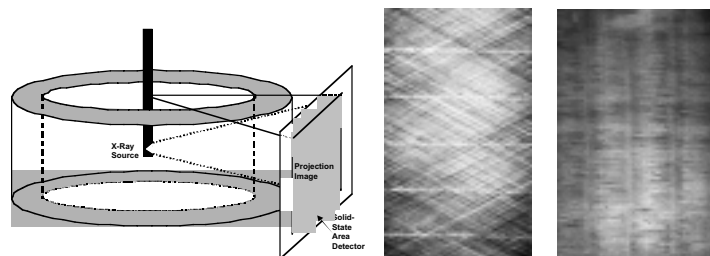 X-Ray
Source
Projection
Image
Solid-
State
Area
Detector